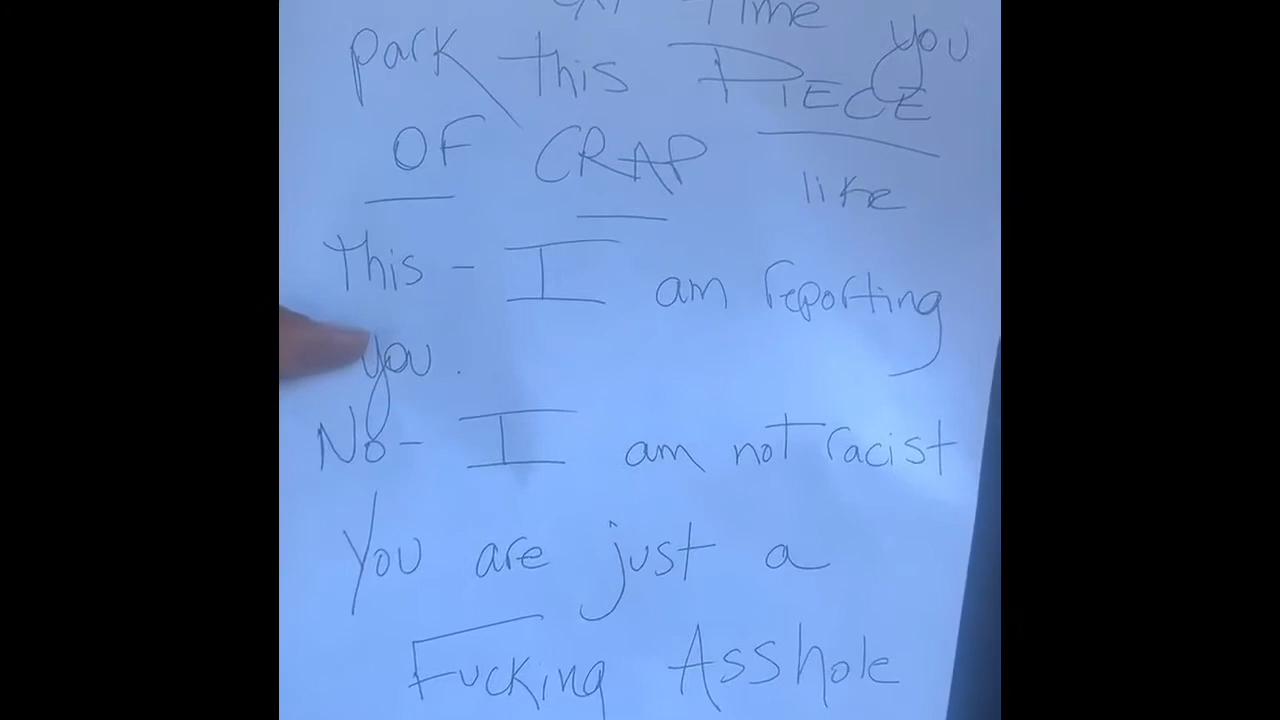 Time you
park this PIECE
OF CRAP like
This - I am reporting
you.
No - I am not racist
You are just a
Fucking Asshole